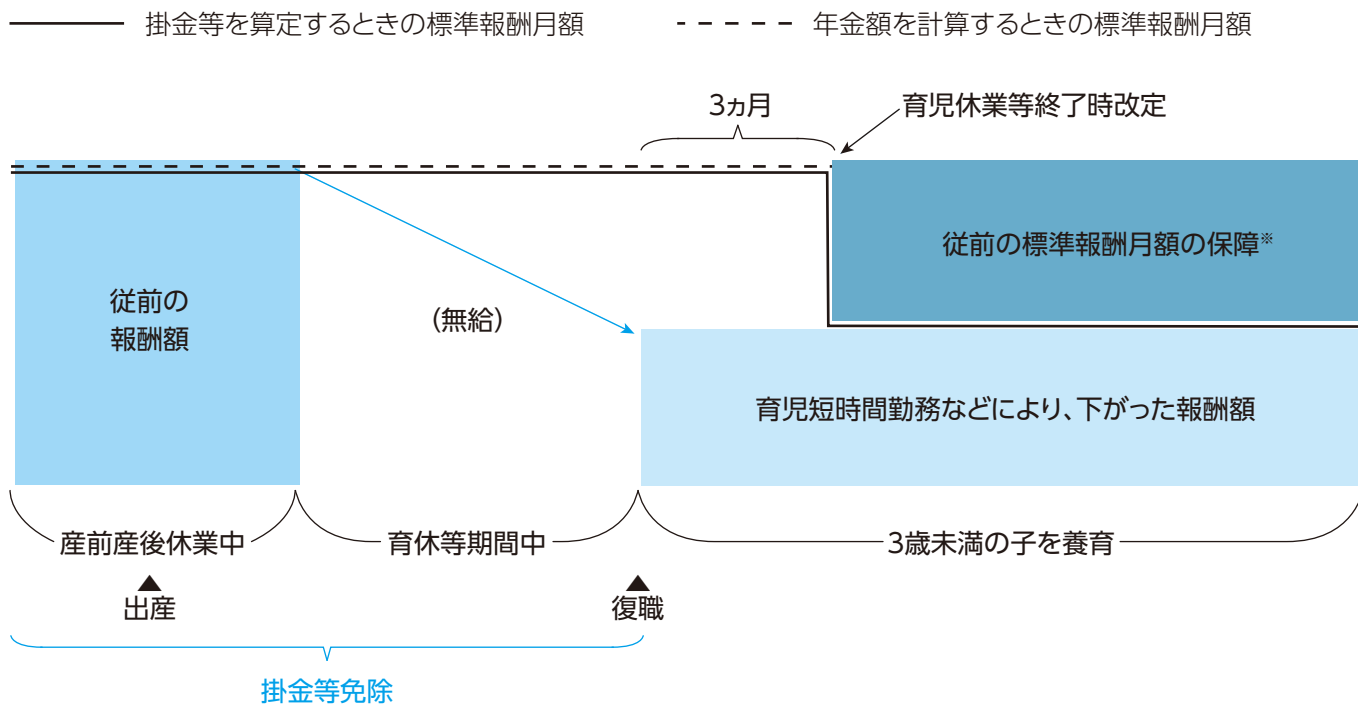 掛金等を算定するときの標準報酬月額
年金額を計算するときの標準報酬月額
3ヵ月
育児休業等終了時改定
従前の標準報酬月額の保障※
従前の
報酬額
(無給)
育児短時間勤務などにより、下がった報酬額
産前産後休業中
育休等期間中
3歳未満の子を養育
出産
復職
掛金等免除